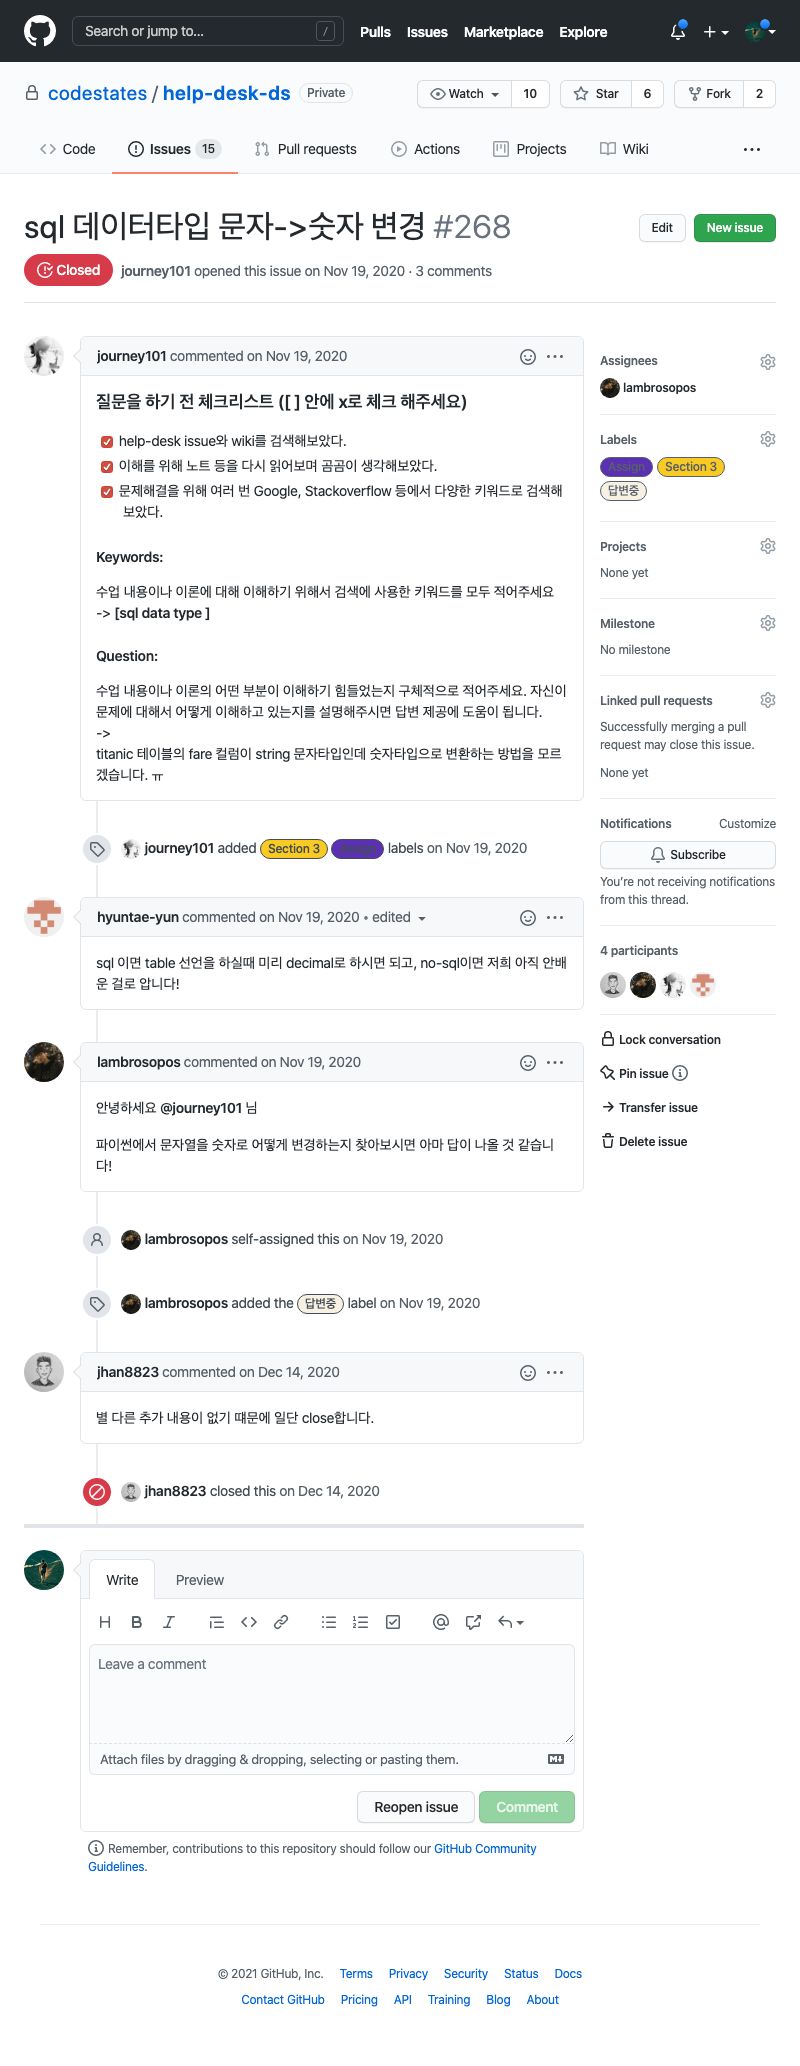 Search or jump to... /
Pulls Issues Marketplace Explore
codestates / help-desk-ds Private
Watch 10 Star 6 Fork 2
Code Issues 15 Pull requests Actions Projects Wiki ...
sql 데이터타입 문자->숫자 변경 #268
Edit New issue
Closed journey101 opened this issue on Nov 19, 2020 · 3 comments
journey101 commented on Nov 19, 2020
질문을 하기 전 체크리스트 ([ ] 안에 x로 체크 해주세요)
help-desk issue와 wiki를 검색해보았다.
이해를 위해 노트 등을 다시 읽어보며 곰곰이 생각해보았다.
문제해결을 위해 여러 번 Google, Stackoverflow 등에서 다양한 키워드로 검색해
보았다.
Keywords:
수업 내용이나 이론에 대해 이해하기 위해서 검색에 사용한 키워드를 모두 적어주세요
-> [sql data type ]
Question:
수업 내용이나 이론의 어떤 부분이 이해하기 힘들었는지 구체적으로 적어주세요. 자신이
문제에 대해서 어떻게 이해하고 있는지를 설명해주시면 답변 제공에 도움이 됩니다.
->
titanic 테이블의 fare 컬럼이 string 문자타입인데 숫자타입으로 변환하는 방법을 모르
겠습니다. ㅠ
journey101 added Section 3 Assign labels on Nov 19, 2020
hyuntae-yun commented on Nov 19, 2020 • edited
sql 이면 table 선언을 하실때 미리 decimal로 하시면 되고, no-sql이면 저희 아직 안배
운 걸로 압니다!
lambrosopos commented on Nov 19, 2020
안녕하세요 @journey101 님
파이썬에서 문자열을 숫자로 어떻게 변경하는지 찾아보시면 아마 답이 나올 것 같습니
다!
lambrosopos self-assigned this on Nov 19, 2020
lambrosopos added the 답변중 label on Nov 19, 2020
jhan8823 commented on Dec 14, 2020
별 다른 추가 내용이 없기 떄문에 일단 close합니다.
jhan8823 closed this on Dec 14, 2020
Write Preview
H B I
Leave a comment
Attach files by dragging & dropping, selecting or pasting them.
Reopen issue Comment
Remember, contributions to this repository should follow our GitHub Community
Guidelines.
Assignees
lambrosopos
Labels
Assign Section 3
답변중
Projects
None yet
Milestone
No milestone
Linked pull requests
Successfully merging a pull
request may close this issue.
None yet
Notifications Customize
Subscribe
You're not receiving notifications
from this thread.
4 participants
Lock conversation
Pin issue
Transfer issue
Delete issue
© 2021 GitHub, Inc. Terms Privacy Security Status Docs
Contact GitHub Pricing API Training Blog About